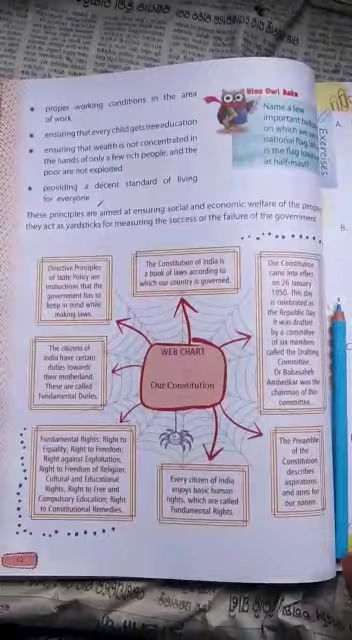 proper working conditions in the area
of work
ensuring that every child gets free education
ensuring that wealth is not concentrated in
the hands of only a few rich people, and the
poor are not exploited
providing a decent standard of living
for everyone
Wise Owl Asks
Name a few
important
on which
national flag
is the flag
at half-mast?
Exercises
A.
B.
These principles are aimed at ensuring social and economic welfare of the people
they act as yardsticks for measuring the success or the failure of the government
Directive Principles
of State Policy are
instructions that the
government has to
keep in mind while
making laws.
The Constitution of India is
a book of laws according to
which our country is governed.
Our Constitution
came into effect
on 26 January
1950. This day
is celebrated as
the Republic Day
It was drafted
by a committee
of six members
called the Drafting
Committee.
Dr Babasaheb
Ambedkar was the
chairman of this
committee.
The citizens of
India have certain
duties towards
their motherland.
These are called
Fundamental Duties.
WEB CHART
Our Constitution
Fundamental Rights: Right to
Equality, Right to Freedom;
Right against Exploitation;
Right to Freedom of Religion;
Cultural and Educational
Rights, Right to Free and
Compulsory Education; Right
to Constitutional Remedies.
Every citizen of India
enjoys basic human
rights, which are called
Fundamental Rights
The Preamble
of the
Constitution
describes
aspirations
and aims for
our nation.